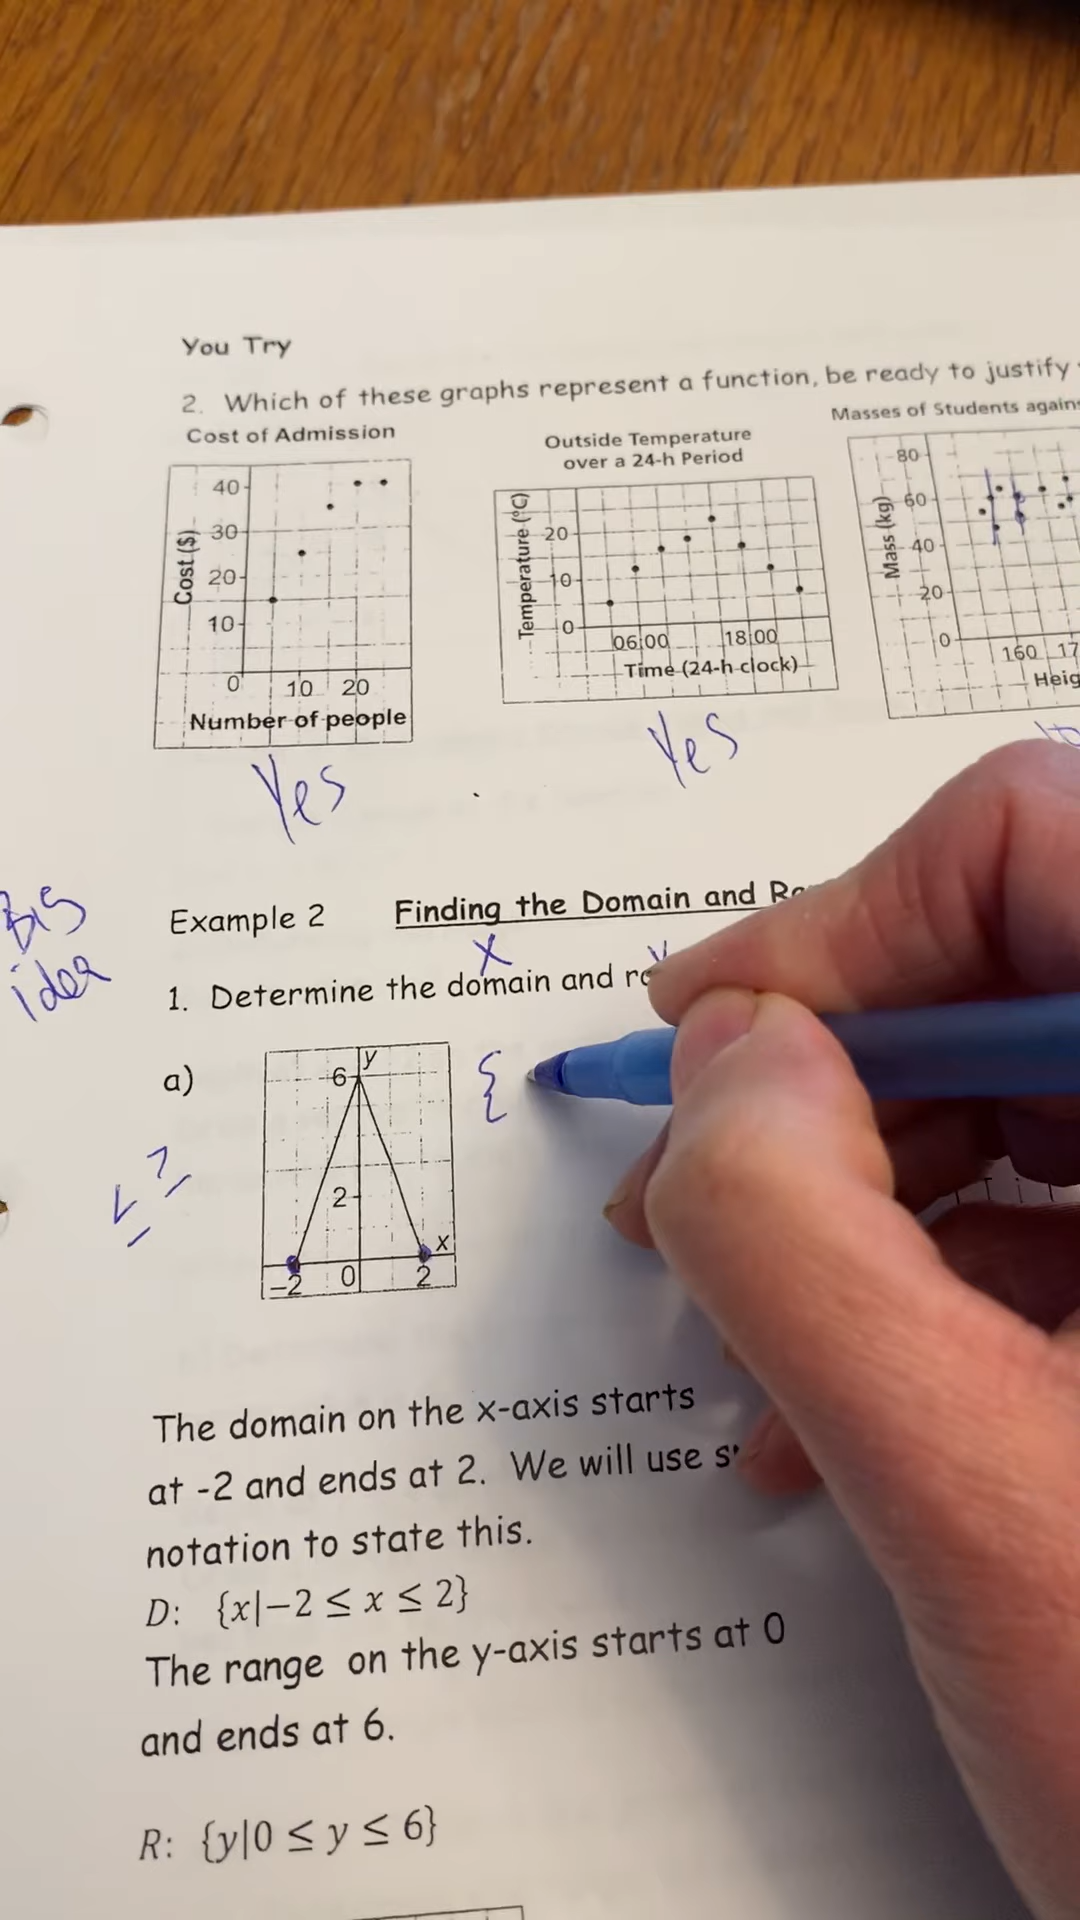 You Try
2. Which of these graphs represent a function, be ready to justify
Cost of Admission
40
30
20
10
0
10 20
Cost ($)
Number of people
Yes
Outside Temperature
over a 24-h Period
Temperature (°C)
20
10
0
06:00 18:00
Time (24-h clock)
Yes
Masses of Students
80
60
40
20
0
160 17
Mass (kg)
Big
idea
Example 2 Finding the Domain and
x
1. Determine the domain and
a)
y
6
2
x
-2 0 2
{
≤ ≥
The domain on the x-axis starts
at -2 and ends at 2. We will use
notation to state this.
D: {x|−2 ≤ x ≤ 2}
The range on the y-axis starts at 0
and ends at 6.
R: {y|0 ≤ y ≤ 6}